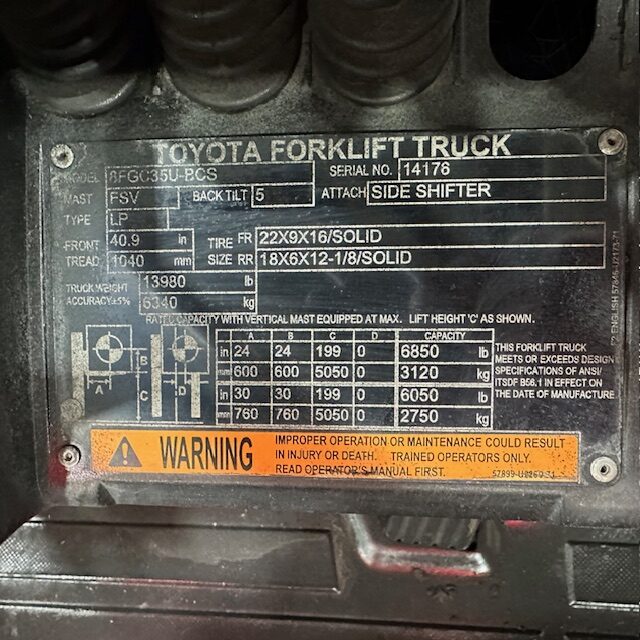 TOYOTA FORKLIFT TRUCK
MODEL 8FGC35U-BCS SERIAL NO. 14176
MAST FSV BACK TILT 5 ATTACH SIDE SHIFTER
TYPE LP
FRONT TREAD 40.9 in 1040 mm
TIRE SIZE FR 22X9X16/SOLID
RR 18X6X12-1/8/SOLID
TRUCK WEIGHT 13980 lb
ACCURACY±5% 6340 kg
RATED CAPACITY WITH VERTICAL MAST EQUIPPED AT MAX. LIFT HEIGHT 'C' AS SHOWN.
A B C D CAPACITY
in 24 24 199 0 6850 lb
mm 600 600 5050 0 3120 kg
in 30 30 199 0 6050 lb
mm 760 760 5050 0 2750 kg
B
A C D
THIS FORKLIFT TRUCK
MEETS OR EXCEEDS DESIGN
SPECIFICATIONS OF ANSI/
ITSDF B56.1 IN EFFECT ON
THE DATE OF MANUFACTURE
WARNING
IMPROPER OPERATION OR MAINTENANCE COULD RESULT
IN INJURY OR DEATH. TRAINED OPERATORS ONLY.
READ OPERATOR'S MANUAL FIRST.
ENGLISH